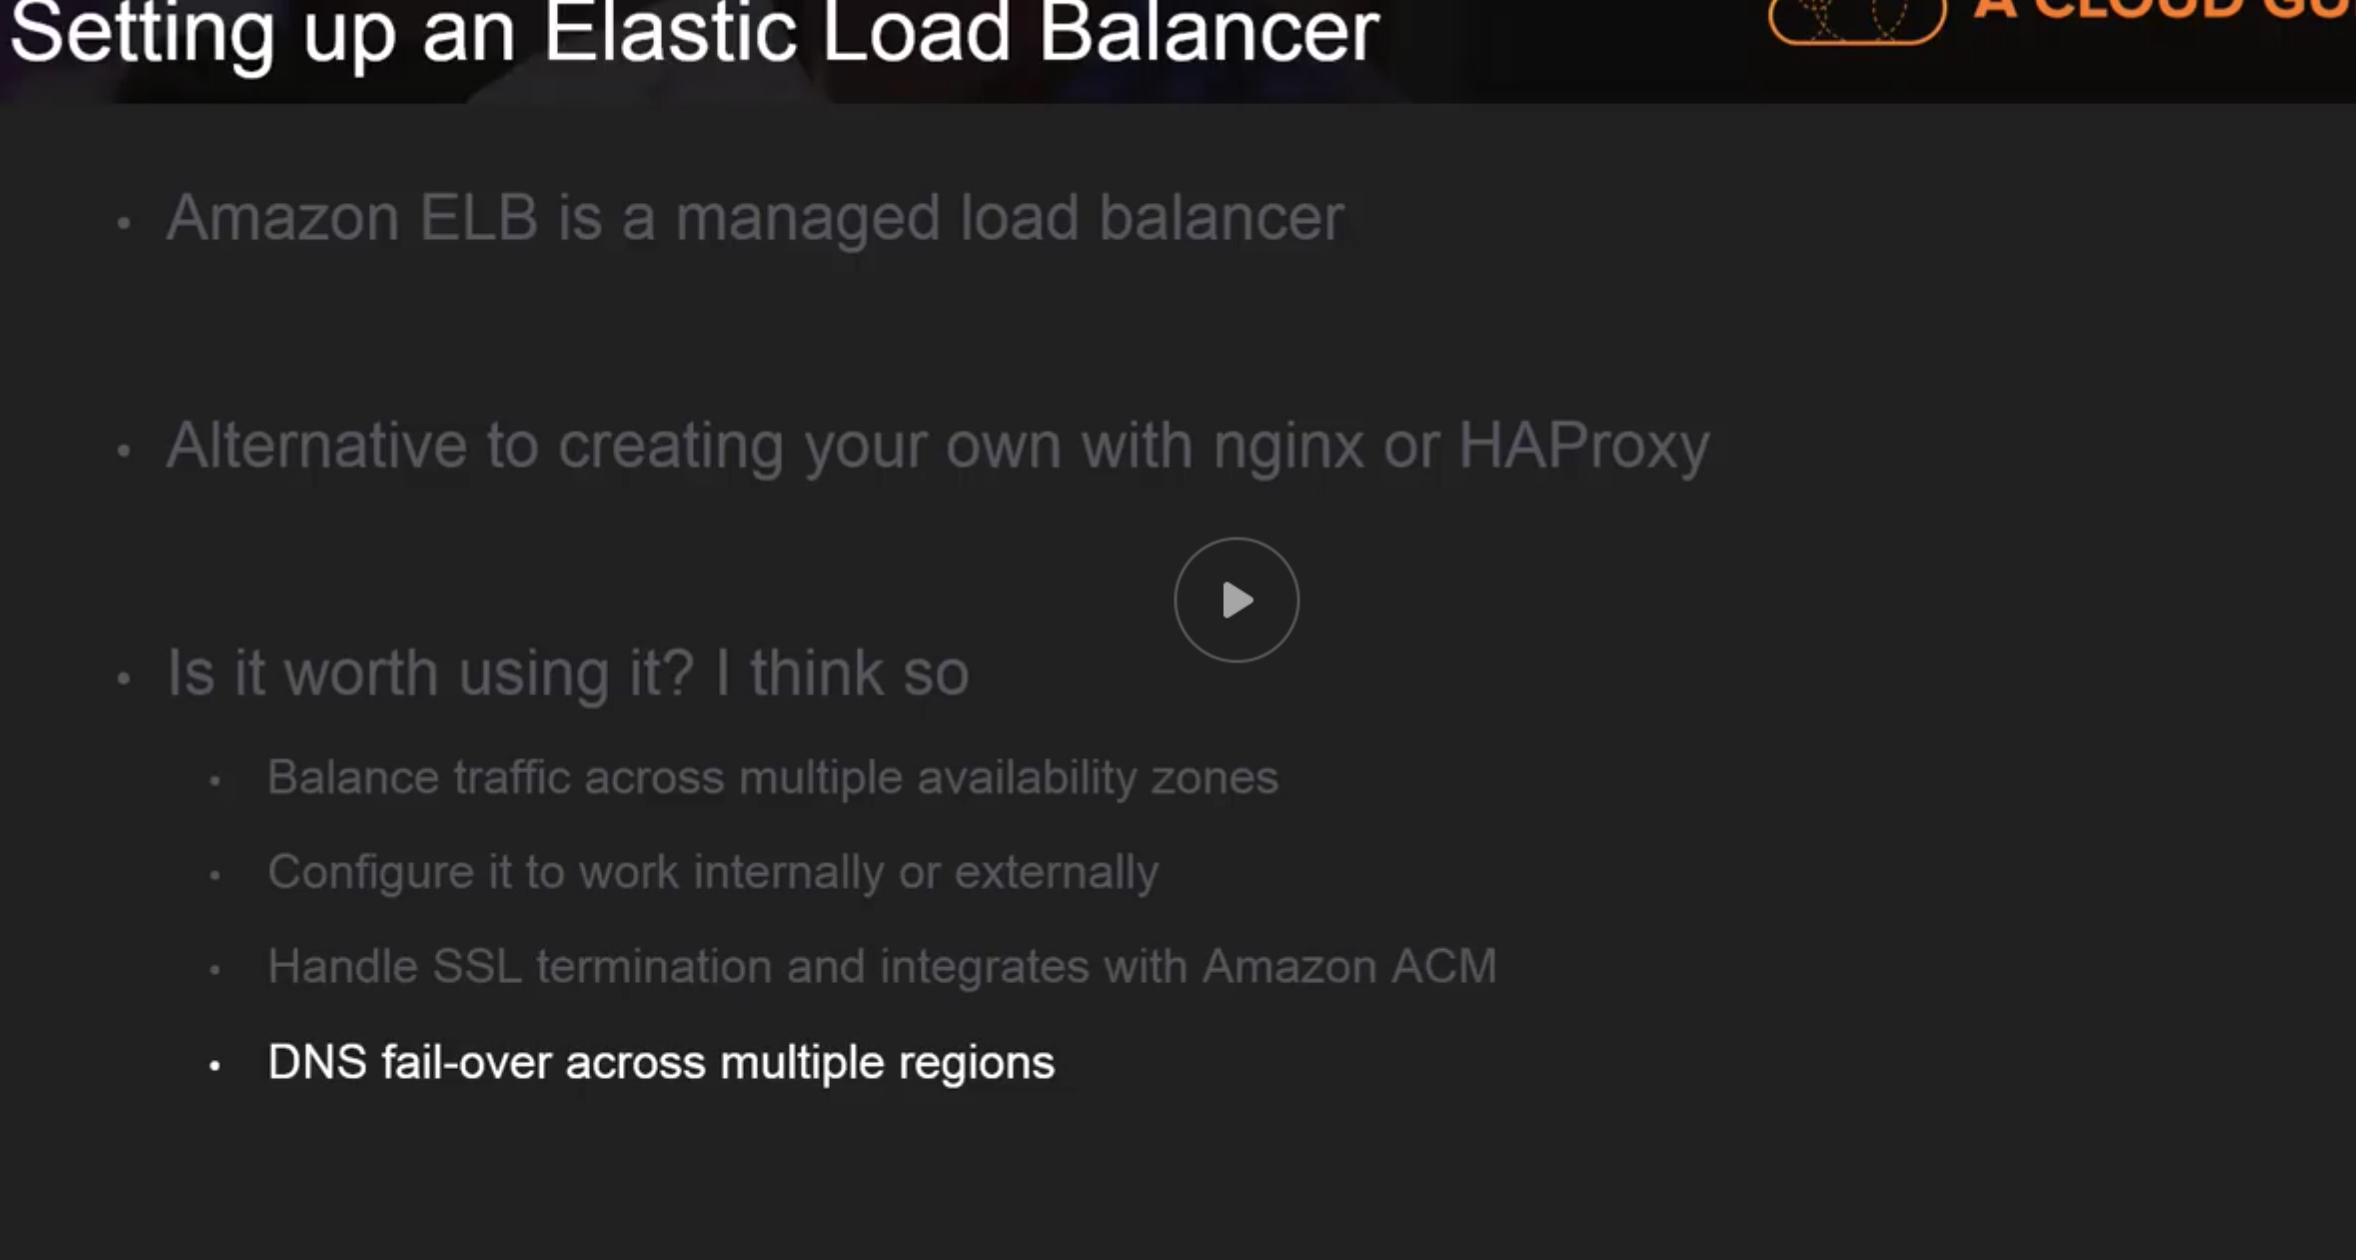 Setting up an Elastic Load Balancer
A CLOUD GU
• Amazon ELB is a managed load balancer
• Alternative to creating your own with nginx or HAProxy
• Is it worth using it? I think so
• Balance traffic across multiple availability zones
• Configure it to work internally or externally
• Handle SSL termination and integrates with Amazon ACM
• DNS fail-over across multiple regions